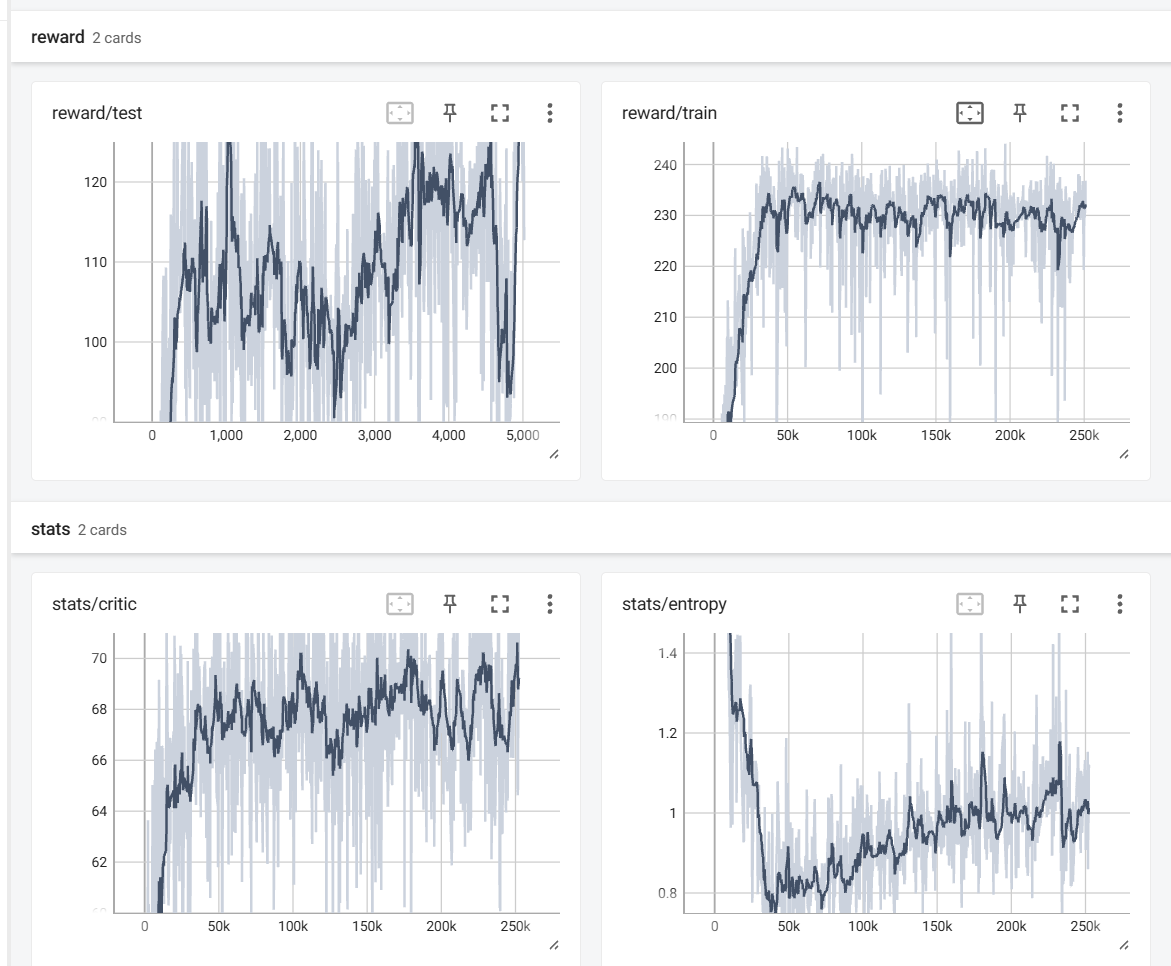 reward 2 cards
reward/test
reward/train
120
110
100
90
0 1,000 2,000 3,000 4,000 5,000
240
230
220
210
200
190
0 50k 100k 150k 200k 250k
stats 2 cards
stats/critic
stats/entropy
70
68
66
64
62
60
0 50k 100k 150k 200k 250k
1.4
1.2
1
0.8
0 50k 100k 150k 200k 250k